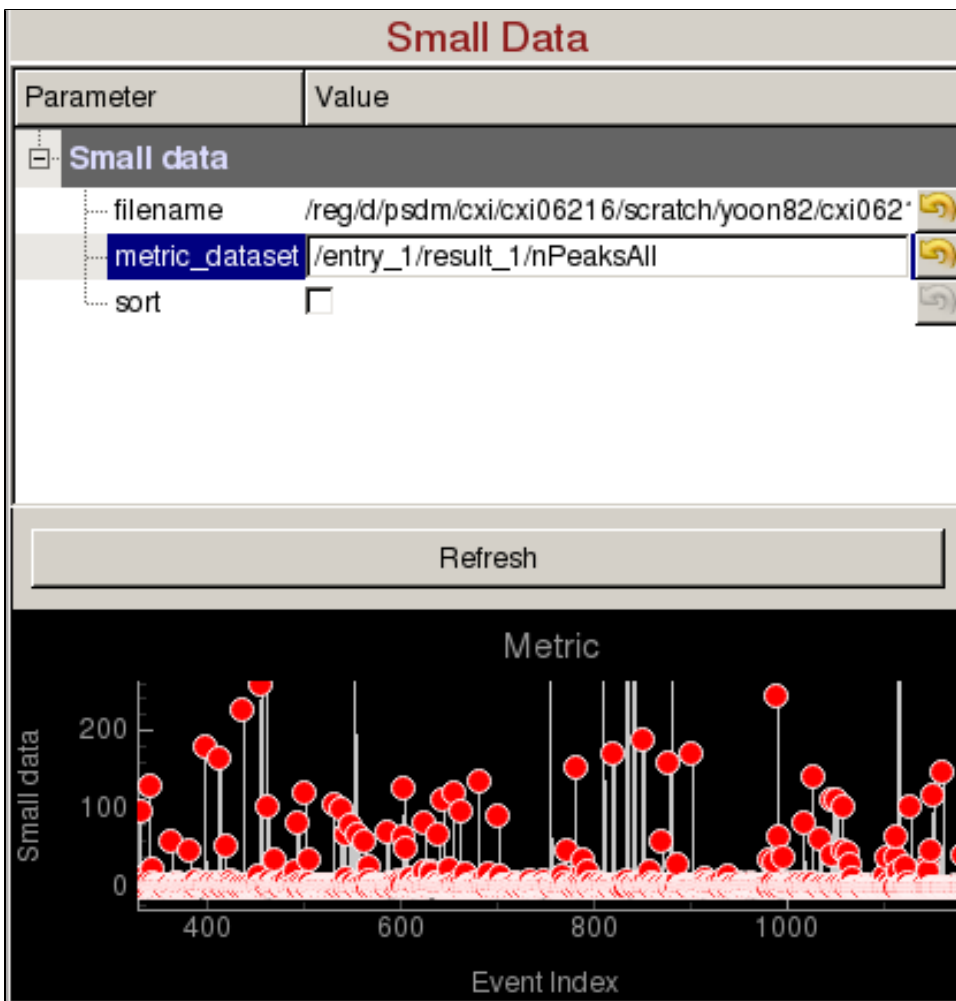 Small Data
Parameter Value
Small data
filename /reg/d/psdm/cxi/cxi06216/scratch/yoon82/cxi062
metric_dataset /entry_1/result_1/nPeaksAll
sort
Refresh
Metric
Small data
200
100
0
400 600 800 1000
Event Index